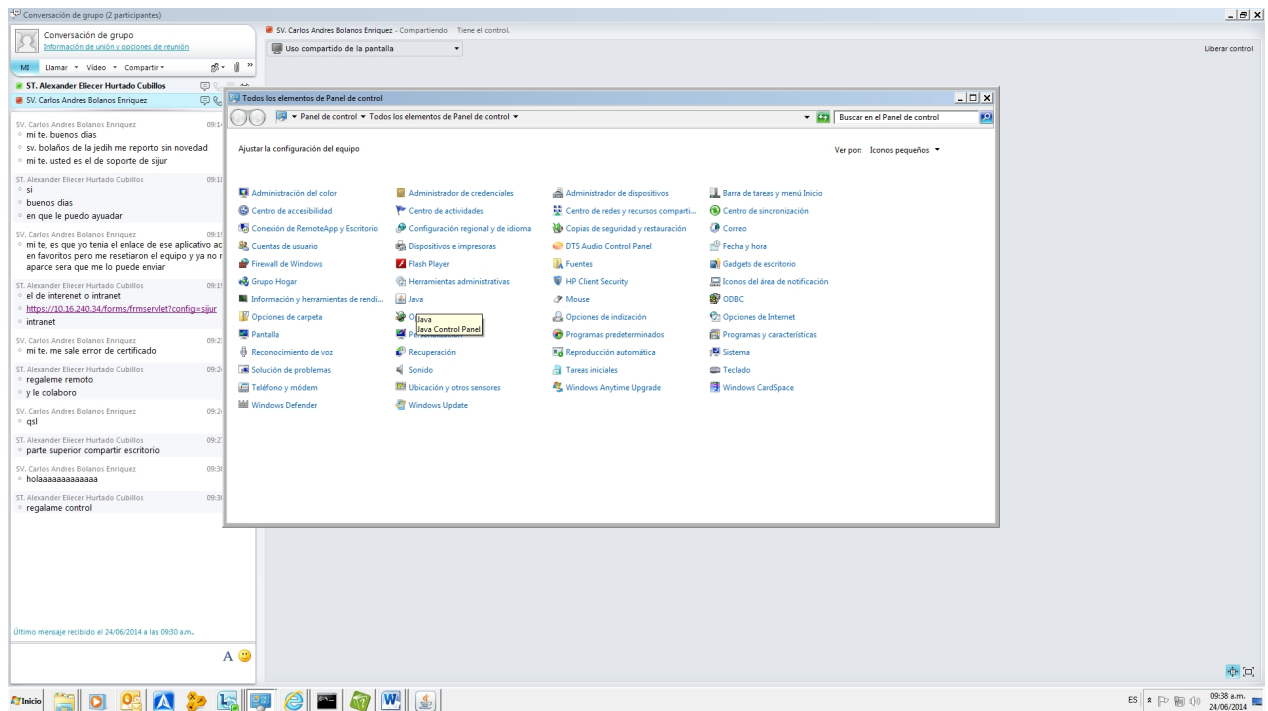 Conversación de grupo (2 participantes)
Conversación de grupo
Información de unión y opciones de reunión
MI Llamar Vídeo Compartir »
ST. Alexander Eliecer Hurtado Cubillos
SV. Carlos Andres Bolanos Enriquez
SV. Carlos Andres Bolanos Enriquez
mi te. buenos dias
sv. bolaños de la jedih me reporto sin novedad
mi te. usted es el de soporte de sijur
ST. Alexander Eliecer Hurtado Cubillos
si
buenos dias
en que le puedo ayuadar
SV. Carlos Andres Bolanos Enriquez
mi te, es que yo tenia el enlace de ese aplicativo ac
en favoritos pero me resetiaron el equipo y ya no
aparce sera que me lo puede enviar
ST. Alexander Eliecer Hurtado Cubillos
el de interenet o intranet
https://10.16.240.34/forms/frmservlet?config=sijur
intranet
SV. Carlos Andres Bolanos Enriquez
mi te. me sale error de certificado
ST. Alexander Eliecer Hurtado Cubillos
regaleme remoto
y le colaboro
SV. Carlos Andres Bolanos Enriquez
qsl
ST. Alexander Eliecer Hurtado Cubillos
parte superior compartir escritorio
SV. Carlos Andres Bolanos Enriquez
holaaaaaaaaaaaa
ST. Alexander Eliecer Hurtado Cubillos
regalame control
Último mensaje recibido el 24/06/2014 a las 09:30 a.m.
A
SV. Carlos Andres Bolanos Enriquez - Compartiendo Tiene el control.
Uso compartido de la pantalla
Liberar control
Todos los elementos de Panel de control
Panel de control Todos los elementos de Panel de control
Buscar en el Panel de control
Ajustar la configuración del equipo
Ver por: Iconos pequeños
Administración del color Administrador de credenciales Administrador de dispositivos Barra de tareas y menú Inicio
Centro de accesibilidad Centro de actividades Centro de redes y recursos comparti... Centro de sincronización
Conexión de RemoteApp y Escritorio Configuración regional y de idioma Copias de seguridad y restauración Correo
Cuentas de usuario Dispositivos e impresoras DTS Audio Control Panel Fecha y hora
Firewall de Windows Flash Player Fuentes Gadgets de escritorio
Grupo Hogar Herramientas administrativas HP Client Security Iconos del área de notificación
Información y herramientas de rendi... Java Mouse ODBC
Opciones de carpeta Opciones de indización Opciones de Internet
Java
Java Control Panel
Pantalla Programas predeterminados Programas y características
Reconocimiento de voz Recuperación Reproducción automática Sistema
Solución de problemas Sonido Tareas iniciales Teclado
Teléfono y módem Ubicación y otros sensores Windows Anytime Upgrade Windows CardSpace
Windows Defender Windows Update
Inicio
ES
09:38 a.m.
24/06/2014